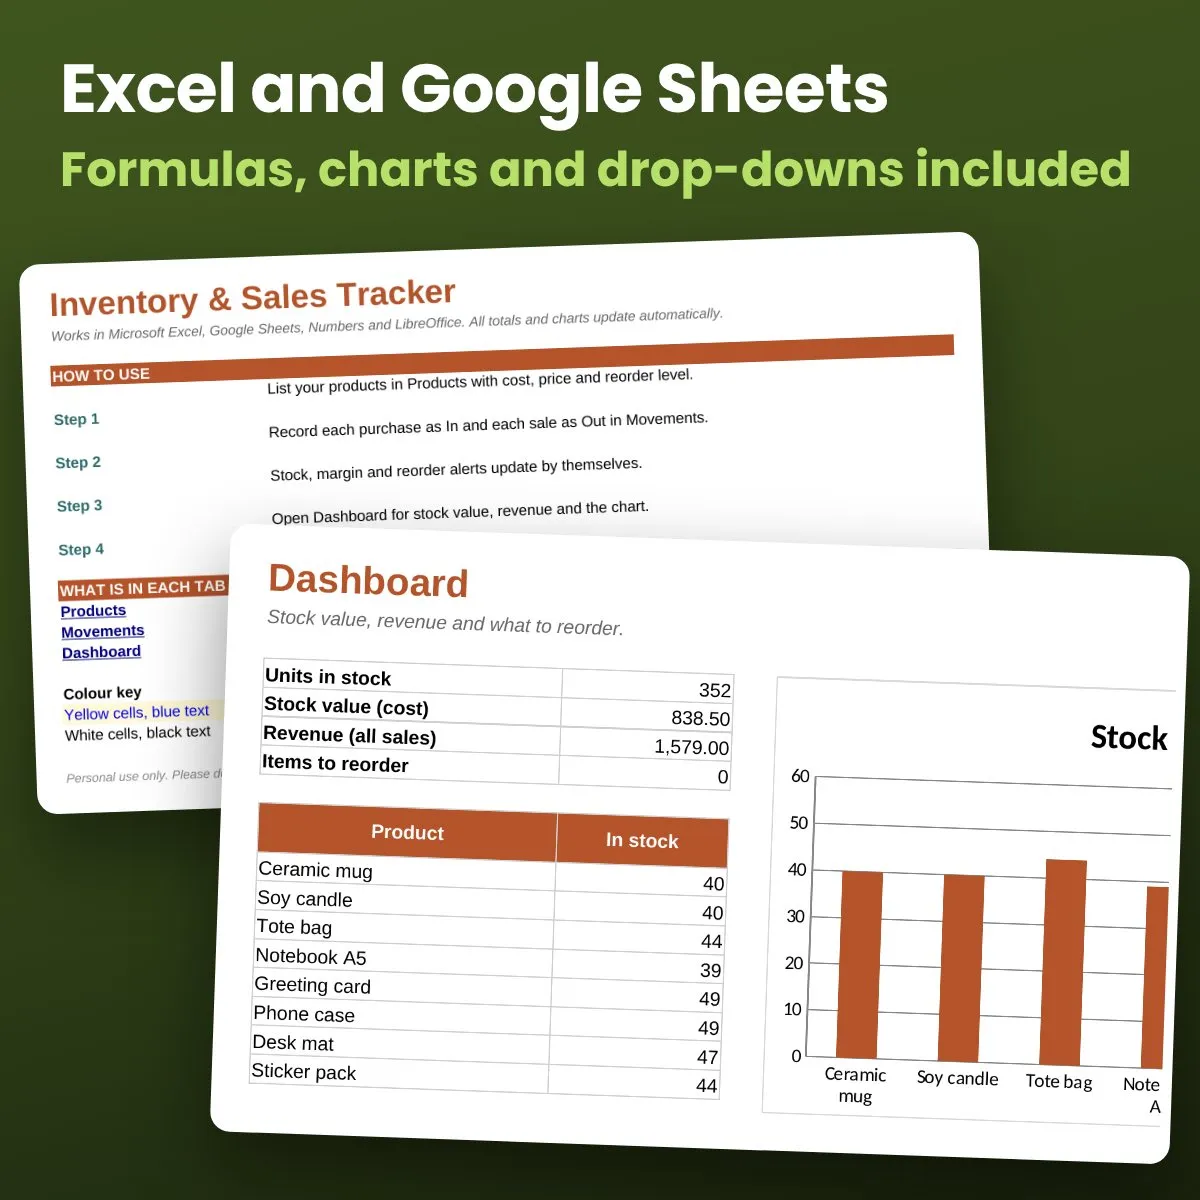 Excel and Google Sheets
Formulas, charts and drop-downs included
Inventory & Sales Tracker
Works in Microsoft Excel, Google Sheets, Numbers and LibreOffice. All totals and charts update automatically.
HOW TO USE
List your products in Products with cost, price and reorder level.
Step 1
Record each purchase as In and each sale as Out in Movements.
Step 2
Stock, margin and reorder alerts update by themselves.
Step 3
Open Dashboard for stock value, revenue and the chart.
Step 4
WHAT IS IN EACH TAB
Products
Movements
Dashboard
Colour key
Yellow cells, blue text
White cells, black text
Personal use only. Please
Dashboard
Stock value, revenue and what to reorder.
Units in stock 352
Stock value (cost) 838.50
Revenue (all sales) 1,579.00
Items to reorder 0
Product In stock
Ceramic mug 40
Soy candle 40
Tote bag 44
Notebook A5 39
Greeting card 49
Phone case 49
Desk mat 47
Sticker pack 44
Stock
60
50
40
30
20
10
0
Ceramic mug
Soy candle
Tote bag
Note
A